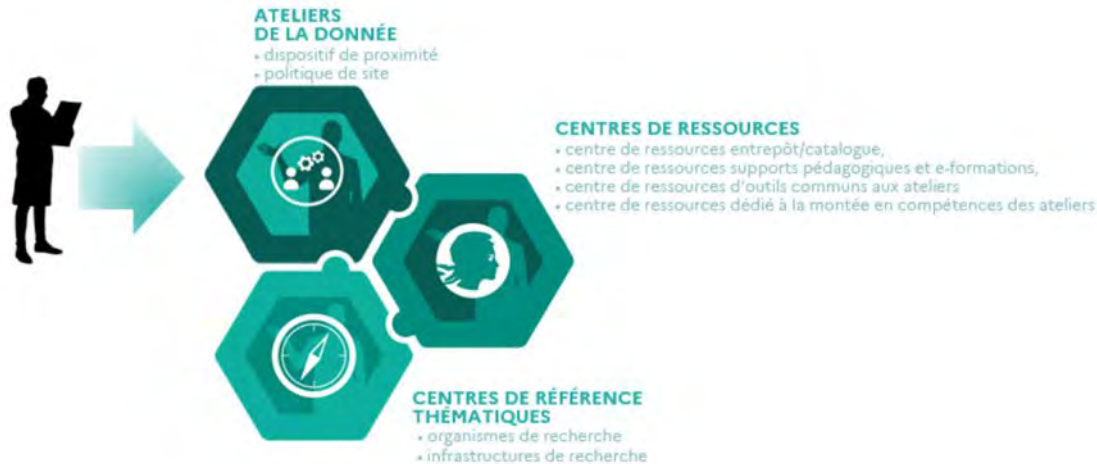 ATELIERS
DE LA DONNÉE
• dispositif de proximité
• politique de site
CENTRES DE RESSOURCES
• centre de ressources entrepôt/catalogue,
• centre de ressources supports pédagogiques et e-formations,
• centre de ressources d'outils communs aux ateliers
• centre de ressources dédié à la montée en compétences des ateliers
CENTRES DE RÉFÉRENCE
THÉMATIQUES
• organismes de recherche
• infrastructures de recherche